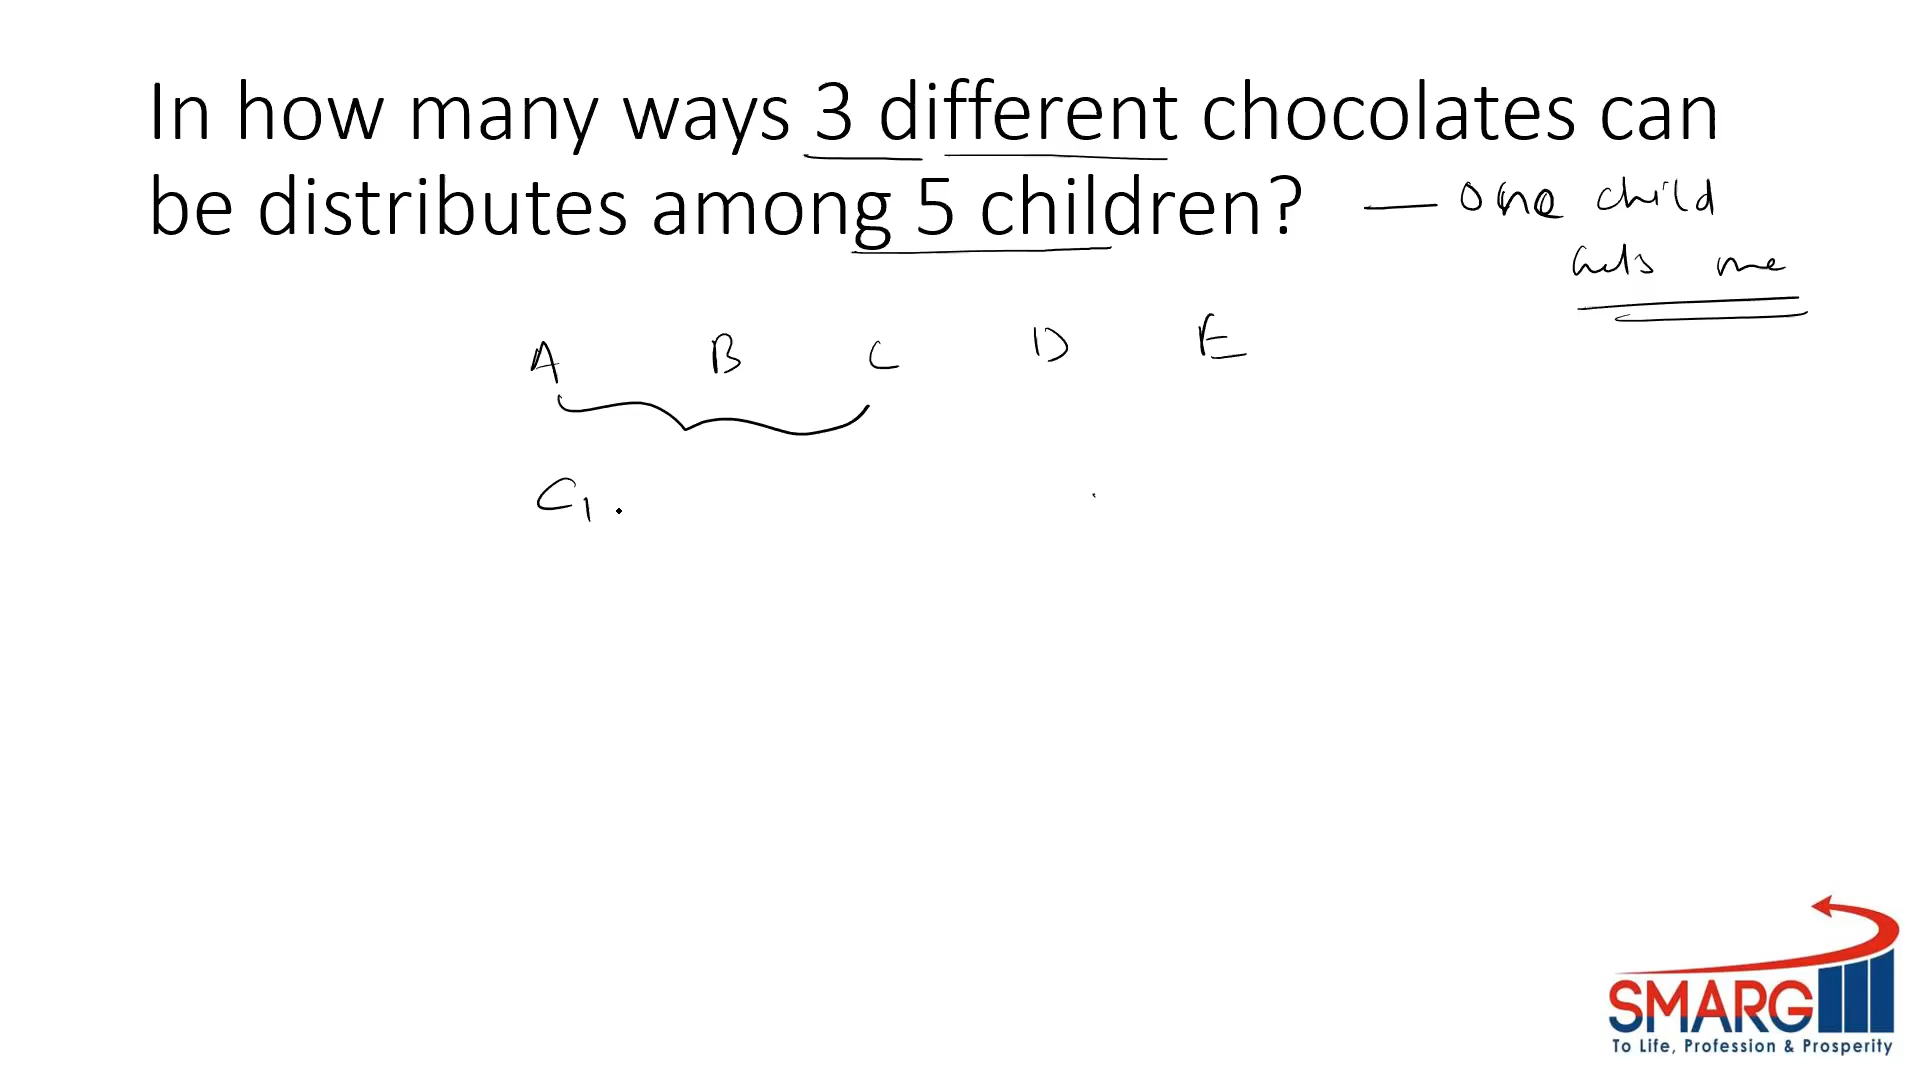 In how many ways 3 different chocolates can
be distributes among 5 children? — one child
gets one
A B C D E
C1
SMARG
To Life, Profession & Prosperity